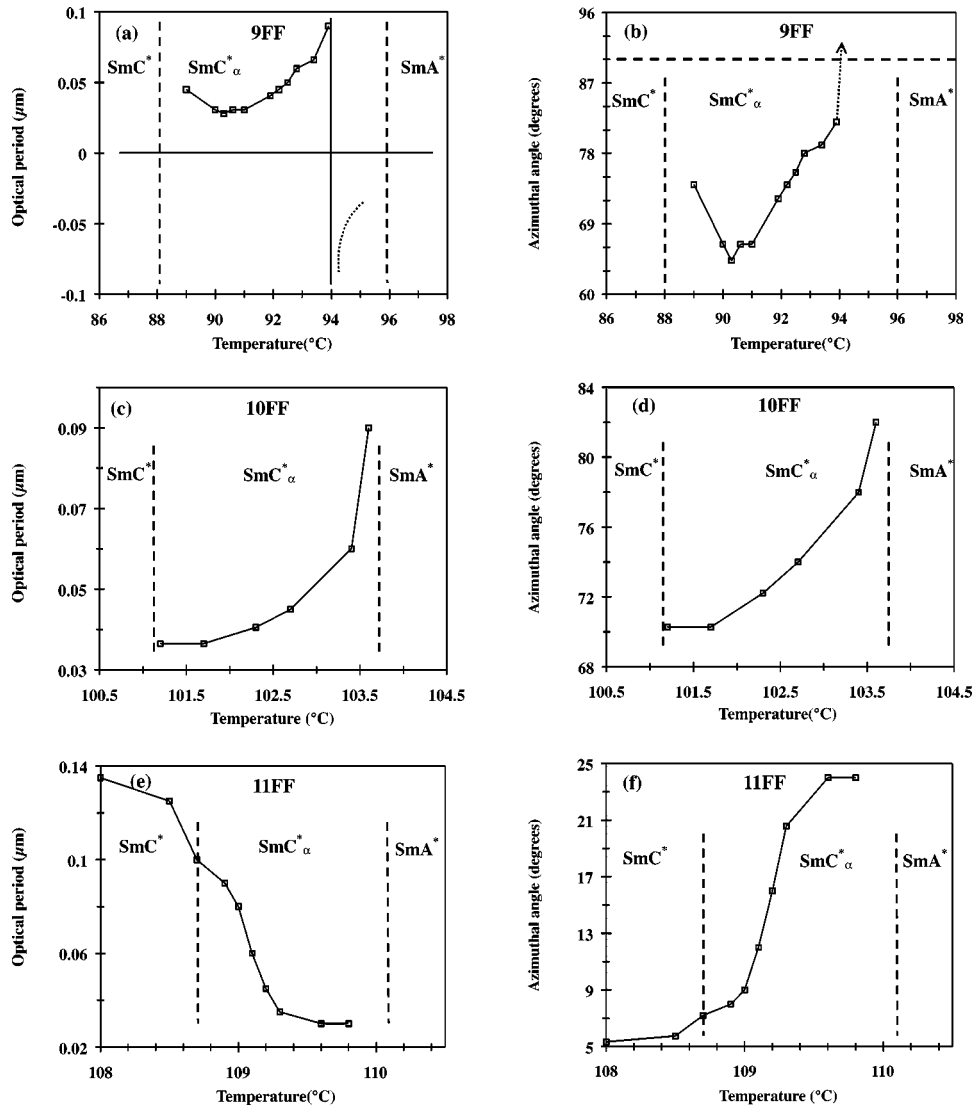 (a) 9FF
SmC* SmC*α SmA*
0.1
0.05
0
-0.05
-0.1
86 88 90 92 94 96 98
Optical period (µm)
Temperature(°C)
(b) 9FF
SmC* SmC*α SmA*
96
87
78
69
60
86 88 90 92 94 96 98
Azimuthal angle (degrees)
Temperature(°C)
(c) 10FF
SmC* SmC*α SmA*
0.09
0.07
0.05
0.03
100.5 101.5 102.5 103.5 104.5
Optical period (µm)
Temperature (°C)
(d) 10FF
SmC* SmC*α SmA*
84
80
76
72
68
100.5 101.5 102.5 103.5 104.5
Azimuthal angle (degrees)
Temperature(°C)
(e) 11FF
SmC* SmC*α SmA*
0.14
0.1
0.06
0.02
108 109 110
Optical period (µm)
Temperature(°C)
(f) 11FF
SmC* SmC*α SmA*
25
21
17
13
9
5
108 109 110
Azimuthal angle (degrees)
Temperature (°C)